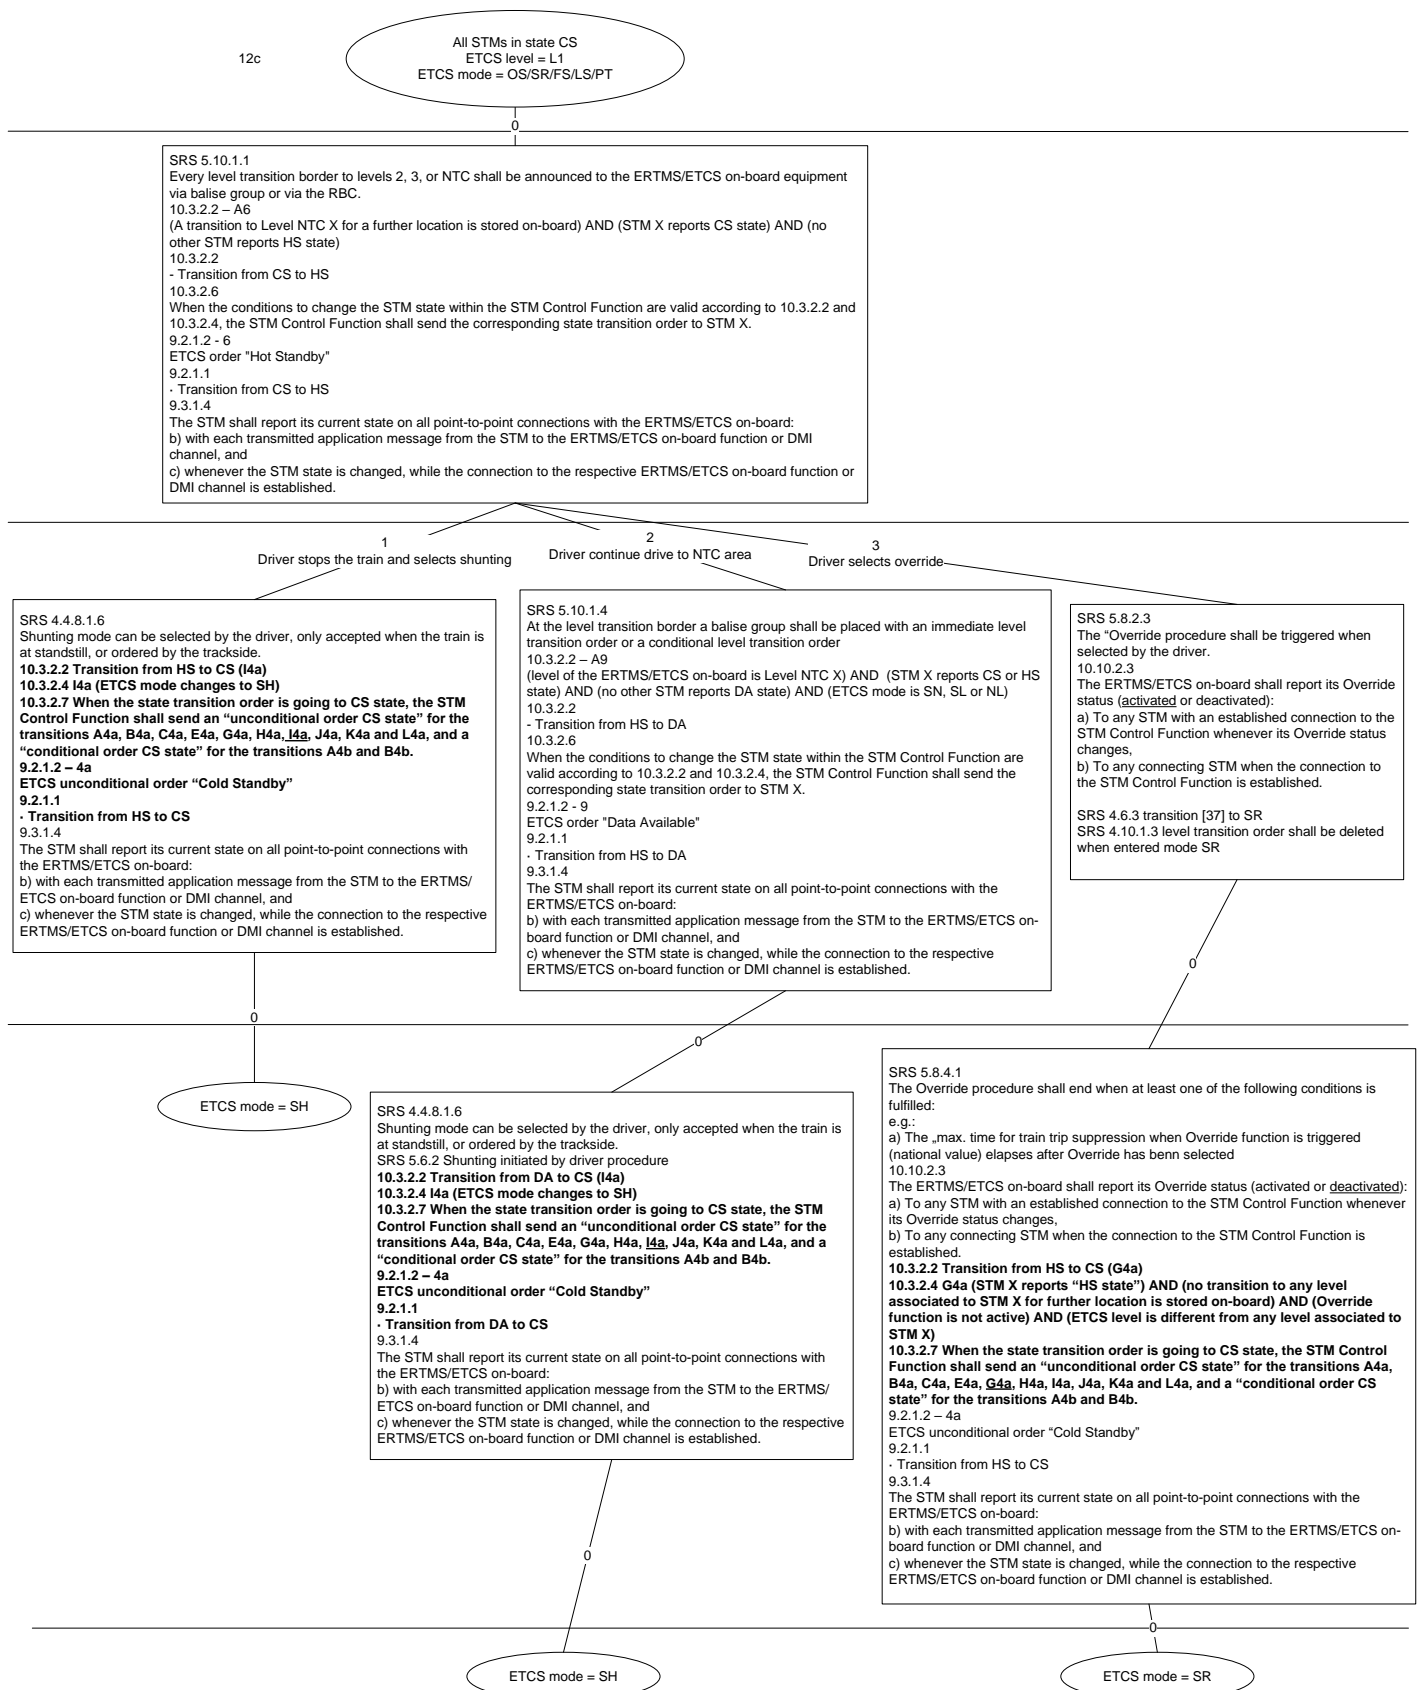 12c
All STMs in state CS
ETCS level = L1
ETCS mode = OS/SR/FS/LS/PT
0
SRS 5.10.1.1
Every level transition border to levels 2, 3, or NTC shall be announced to the ERTMS/ETCS on-board equipment
via balise group or via the RBC.
10.3.2.2 – A6
(A transition to Level NTC X for a further location is stored on-board) AND (STM X reports CS state) AND (no
other STM reports HS state)
10.3.2.2
- Transition from CS to HS
10.3.2.6
When the conditions to change the STM state within the STM Control Function are valid according to 10.3.2.2 and
10.3.2.4, the STM Control Function shall send the corresponding state transition order to STM X.
9.2.1.2 - 6
ETCS order "Hot Standby"
9.2.1.1
· Transition from CS to HS
9.3.1.4
The STM shall report its current state on all point-to-point connections with the ERTMS/ETCS on-board:
b) with each transmitted application message from the STM to the ERTMS/ETCS on-board function or DMI
channel, and
c) whenever the STM state is changed, while the connection to the respective ERTMS/ETCS on-board function or
DMI channel is established.
1
Driver stops the train and selects shunting
2
Driver continue drive to NTC area
3
Driver selects override
SRS 4.4.8.1.6
Shunting mode can be selected by the driver, only accepted when the train is
at standstill, or ordered by the trackside.
10.3.2.2 Transition from HS to CS (I4a)
10.3.2.4 I4a (ETCS mode changes to SH)
10.3.2.7 When the state transition order is going to CS state, the STM
Control Function shall send an “unconditional order CS state” for the
transitions A4a, B4a, C4a, E4a, G4a, H4a, I4a, J4a, K4a and L4a, and a
“conditional order CS state” for the transitions A4b and B4b.
9.2.1.2 – 4a
ETCS unconditional order “Cold Standby”
9.2.1.1
· Transition from HS to CS
9.3.1.4
The STM shall report its current state on all point-to-point connections with
the ERTMS/ETCS on-board:
b) with each transmitted application message from the STM to the ERTMS/
ETCS on-board function or DMI channel, and
c) whenever the STM state is changed, while the connection to the respective
ERTMS/ETCS on-board function or DMI channel is established.
SRS 5.10.1.4
At the level transition border a balise group shall be placed with an immediate level
transition order or a conditional level transition order
10.3.2.2 – A9
(level of the ERTMS/ETCS on-board is Level NTC X) AND (STM X reports CS or HS
state) AND (no other STM reports DA state) AND (ETCS mode is SN, SL or NL)
10.3.2.2
- Transition from HS to DA
10.3.2.6
When the conditions to change the STM state within the STM Control Function are
valid according to 10.3.2.2 and 10.3.2.4, the STM Control Function shall send the
corresponding state transition order to STM X.
9.2.1.2 - 9
ETCS order "Data Available"
9.2.1.1
· Transition from HS to DA
9.3.1.4
The STM shall report its current state on all point-to-point connections with the
ERTMS/ETCS on-board:
b) with each transmitted application message from the STM to the ERTMS/ETCS on-
board function or DMI channel, and
c) whenever the STM state is changed, while the connection to the respective
ERTMS/ETCS on-board function or DMI channel is established.
SRS 5.8.2.3
The “Override procedure shall be triggered when
selected by the driver.
10.10.2.3
The ERTMS/ETCS on-board shall report its Override
status (activated or deactivated):
a) To any STM with an established connection to the
STM Control Function whenever its Override status
changes,
b) To any connecting STM when the connection to
the STM Control Function is established.
SRS 4.6.3 transition [37] to SR
SRS 4.10.1.3 level transition order shall be deleted
when entered mode SR
0
0
0
ETCS mode = SH
SRS 4.4.8.1.6
Shunting mode can be selected by the driver, only accepted when the train is
at standstill, or ordered by the trackside.
SRS 5.6.2 Shunting initiated by driver procedure
10.3.2.2 Transition from DA to CS (I4a)
10.3.2.4 I4a (ETCS mode changes to SH)
10.3.2.7 When the state transition order is going to CS state, the STM
Control Function shall send an “unconditional order CS state” for the
transitions A4a, B4a, C4a, E4a, G4a, H4a, I4a, J4a, K4a and L4a, and a
“conditional order CS state” for the transitions A4b and B4b.
9.2.1.2 – 4a
ETCS unconditional order “Cold Standby”
9.2.1.1
· Transition from DA to CS
9.3.1.4
The STM shall report its current state on all point-to-point connections with
the ERTMS/ETCS on-board:
b) with each transmitted application message from the STM to the ERTMS/
ETCS on-board function or DMI channel, and
c) whenever the STM state is changed, while the connection to the respective
ERTMS/ETCS on-board function or DMI channel is established.
SRS 5.8.4.1
The Override procedure shall end when at least one of the following conditions is
fulfilled:
e.g.:
a) The „max. time for train trip suppression when Override function is triggered
(national value) elapses after Override has benn selected
10.10.2.3
The ERTMS/ETCS on-board shall report its Override status (activated or deactivated):
a) To any STM with an established connection to the STM Control Function whenever
its Override status changes,
b) To any connecting STM when the connection to the STM Control Function is
established.
10.3.2.2 Transition from HS to CS (G4a)
10.3.2.4 G4a (STM X reports “HS state”) AND (no transition to any level
associated to STM X for further location is stored on-board) AND (Override
function is not active) AND (ETCS level is different from any level associated to
STM X)
10.3.2.7 When the state transition order is going to CS state, the STM Control
Function shall send an “unconditional order CS state” for the transitions A4a,
B4a, C4a, E4a, G4a, H4a, I4a, J4a, K4a and L4a, and a “conditional order CS
state” for the transitions A4b and B4b.
9.2.1.2 – 4a
ETCS unconditional order “Cold Standby”
9.2.1.1
· Transition from HS to CS
9.3.1.4
The STM shall report its current state on all point-to-point connections with the
ERTMS/ETCS on-board:
b) with each transmitted application message from the STM to the ERTMS/ETCS on-
board function or DMI channel, and
c) whenever the STM state is changed, while the connection to the respective
ERTMS/ETCS on-board function or DMI channel is established.
0
0
ETCS mode = SH
ETCS mode = SR